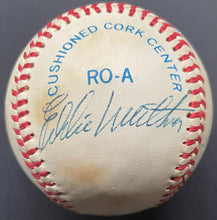 CUSHIONED CORK CENTER
RO-A
Eddie Mathews